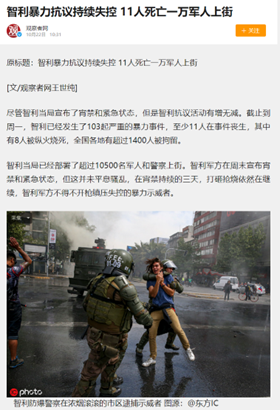 智利暴力抗议持续失控 11人死亡一万军人上街
观察者网
10月22日 10:21
关注
原标题：智利暴力抗议持续失控 11人死亡一万军人上街
[文/观察者网王世纯]
尽管智利当局宣布了宵禁和紧急状态，但是智利抗议活动有增无减。截止到
周一，智利已经发生了103起严重的暴力事件，至少11人在事件丧生，其中
有8人被纵火烧死，全国各地有超过1400人被拘留。
智利当局已经部署了超过10500名军人和警察上街。智利军方在周末宣布宵
禁和紧急状态，但这并未平息骚乱，在宵禁持续的三天，打砸抢烧依然在继
续，智利军方不得不开枪镇压失控的暴力示威者。
photo
智利防爆警察在浓烟滚滚的市区逮捕示威者 图源：@东方IC